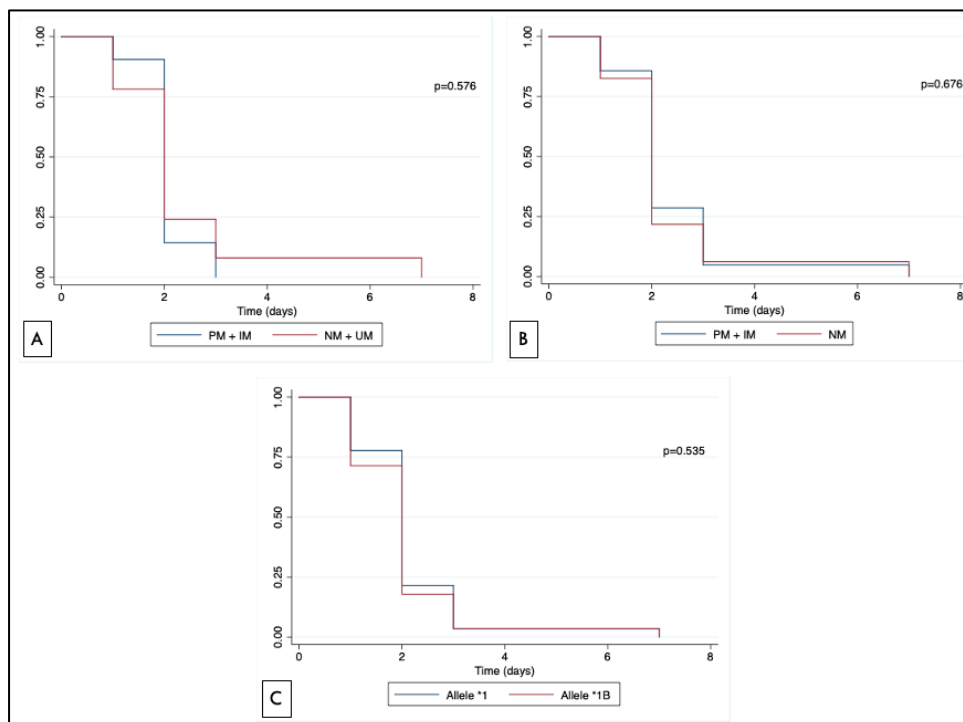 1.00
0.75
0.50
0.25
0.00
p=0.576
0 2 4 6 8
Time (days)
PM + IM NM + UM
A
1.00
0.75
0.50
0.25
0.00
p=0.676
0 2 4 6 8
Time (days)
PM + IM NM
B
1.00
0.75
0.50
0.25
0.00
p=0.535
0 2 4 6 8
Time (days)
Allele *1 Allele *1B
C